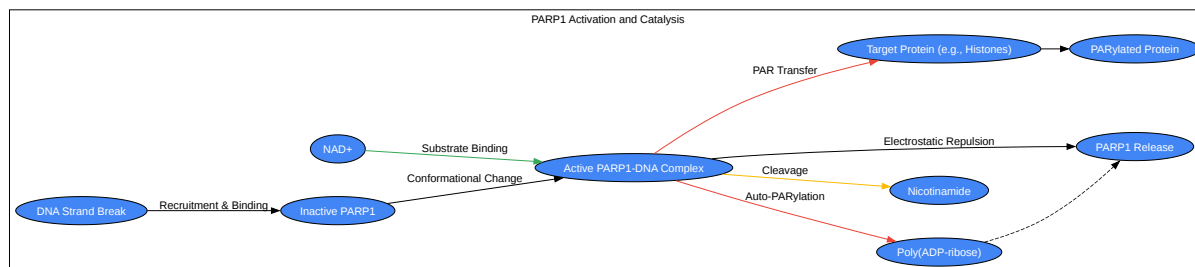 PARP1 Activation and Catalysis
Target Protein (e.g., Histones)
PARylated Protein
PAR Transfer
NAD+
Substrate Binding
Electrostatic Repulsion
PARP1 Release
Active PARP1-DNA Complex
Cleavage
Conformational Change
Nicotinamide
Auto-PARylation
DNA Strand Break
Recruitment & Binding
Inactive PARP1
Poly(ADP-ribose)